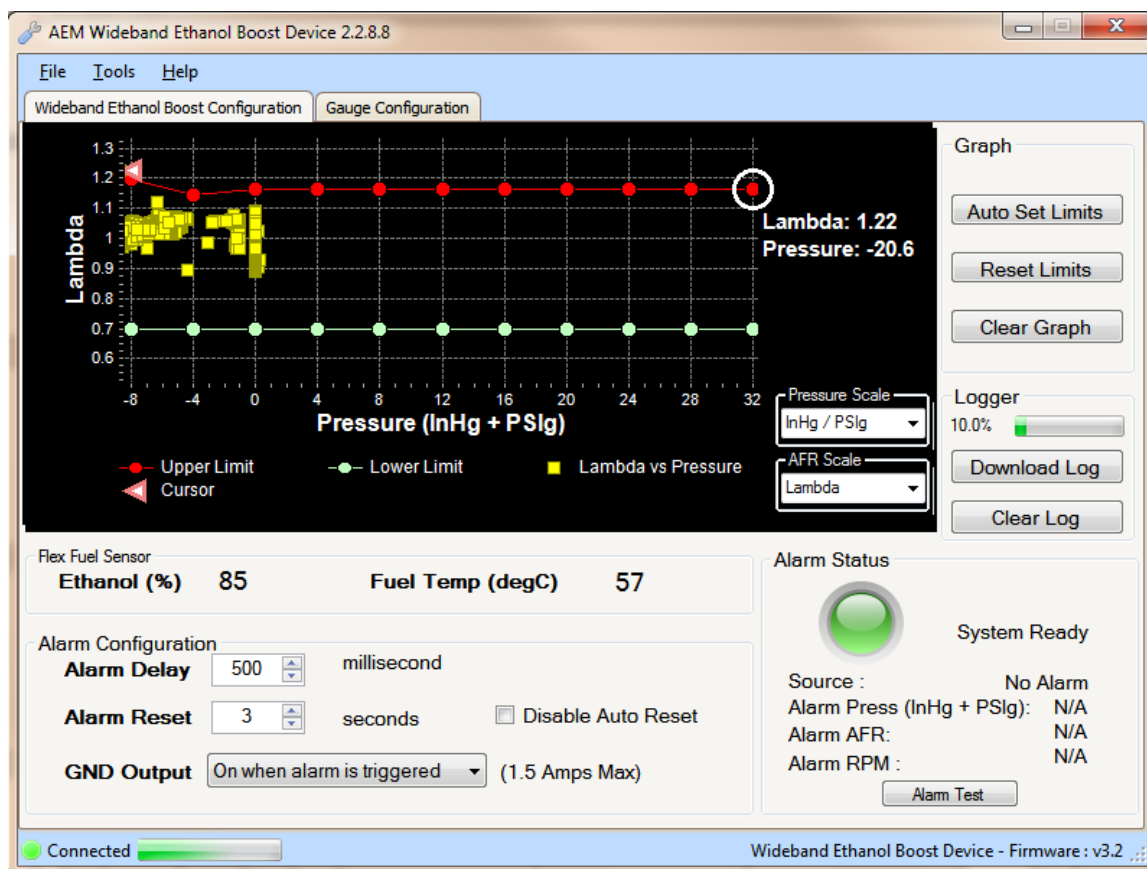 AEM Wideband Ethanol Boost Device 2.2.8.8
File Tools Help
Wideband Ethanol Boost Configuration Gauge Configuration
Graph
Auto Set Limits
Reset Limits
Clear Graph
Lambda
1.3
1.2
1.1
1
0.9
0.8
0.7
0.6
Lambda: 1.22
Pressure: -20.6
-8 -4 0 4 8 12 16 20 24 28 32
Pressure (InHg + PSIg)
Upper Limit Lower Limit Lambda vs Pressure
Cursor
Pressure Scale
InHg / PSIg
AFR Scale
Lambda
Logger
10.0%
Download Log
Clear Log
Flex Fuel Sensor
Ethanol (%) 85 Fuel Temp (degC) 57
Alarm Configuration
Alarm Delay 500 millisecond
Alarm Reset 3 seconds Disable Auto Reset
GND Output On when alarm is triggered (1.5 Amps Max)
Alarm Status
System Ready
Source : No Alarm
Alarm Press (InHg + PSIg): N/A
Alarm AFR: N/A
Alarm RPM : N/A
Alarm Test
Connected Wideband Ethanol Boost Device - Firmware : v3.2